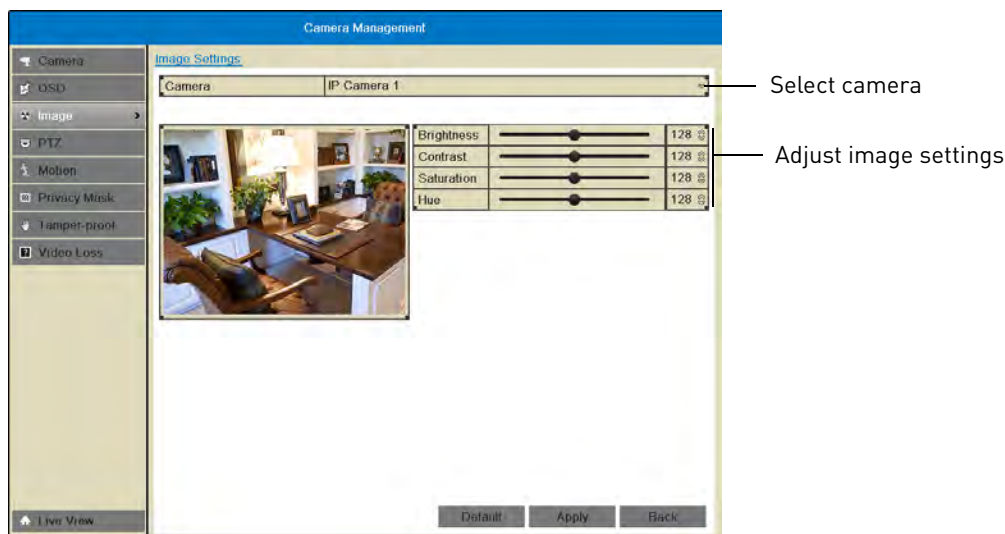 Camera Management
Camera
OSD
Image
PTZ
Motion
Privacy Mask
Tamper-proof
Video Loss
Live View
Image Settings
Camera IP Camera 1
Brightness 128
Contrast 128
Saturation 128
Hue 128
Default Apply Back
Select camera
Adjust image settings